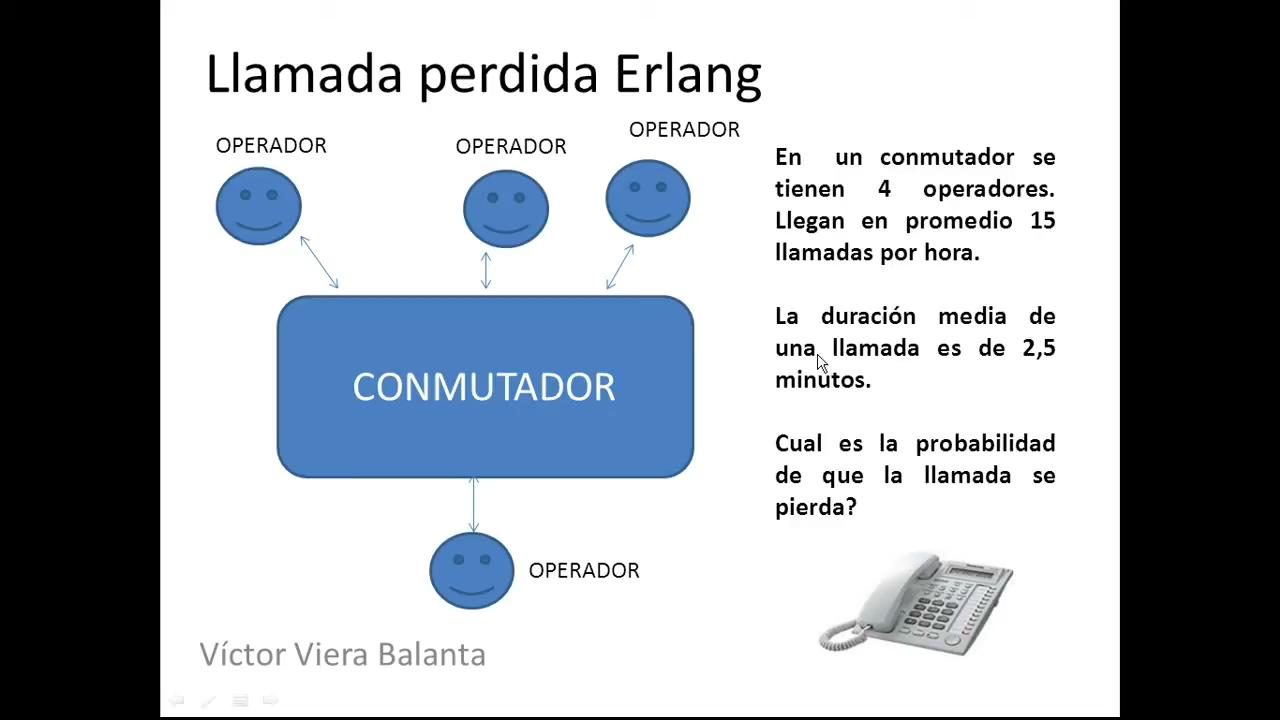 Llamada perdida Erlang
OPERADOR
OPERADOR
OPERADOR
En un conmutador se
tienen 4 operadores.
Llegan en promedio 15
llamadas por hora.
La duración media de
una llamada es de 2,5
minutos.
Cual es la probabilidad
de que la llamada se
pierda?
CONMUTADOR
OPERADOR
Víctor Viera Balanta